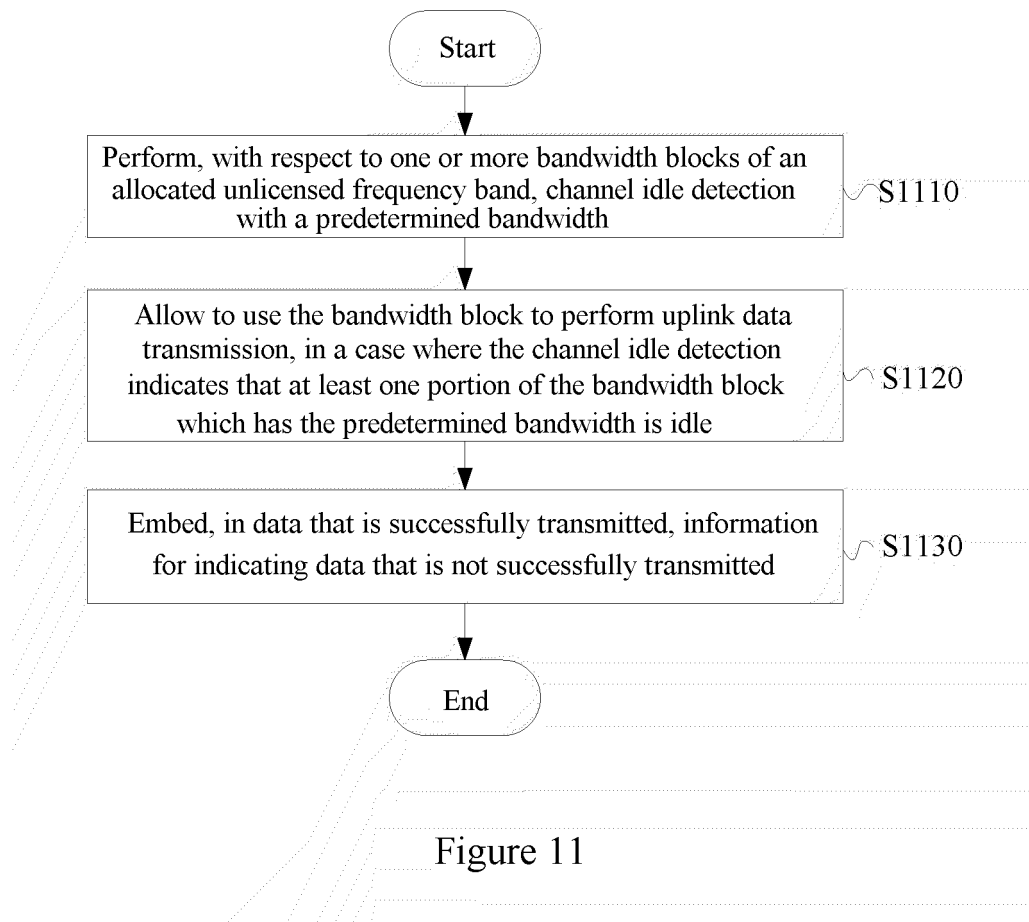 Start
Perform, with respect to one or more bandwidth blocks of an
allocated unlicensed frequency band, channel idle detection
with a predetermined bandwidth
S1110
Allow to use the bandwidth block to perform uplink data
transmission, in a case where the channel idle detection
indicates that at least one portion of the bandwidth block
which has the predetermined bandwidth is idle
S1120
Embed, in data that is successfully transmitted, information
for indicating data that is not successfully transmitted
S1130
End
Figure 11